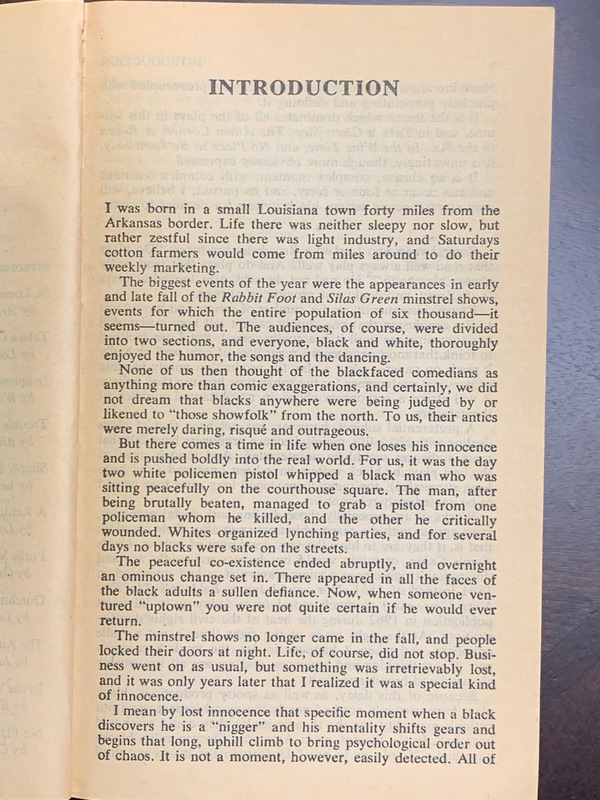 INTRODUCTION
I was born in a small Louisiana town forty miles from the
Arkansas border. Life there was neither sleepy nor slow, but
rather zestful since there was light industry, and Saturdays
cotton farmers would come from miles around to do their
weekly marketing.
The biggest events of the year were the appearances in early
and late fall of the Rabbit Foot and Silas Green minstrel shows,
events for which the entire population of six thousand—it
seems—turned out. The audiences, of course, were divided
into two sections, and everyone, black and white, thoroughly
enjoyed the humor, the songs and the dancing.
None of us then thought of the blackfaced comedians as
anything more than comic exaggerations, and certainly, we did
not dream that blacks anywhere were being judged by or
likened to "those showfolk" from the north. To us, their antics
were merely daring, risqué and outrageous.
But there comes a time in life when one loses his innocence
and is pushed boldly into the real world. For us, it was the day
two white policemen pistol whipped a black man who was
sitting peacefully on the courthouse square. The man, after
being brutally beaten, managed to grab a pistol from one
policeman whom he killed, and the other he critically
wounded. Whites organized lynching parties, and for several
days no blacks were safe on the streets.
The peaceful co-existence ended abruptly, and overnight
an ominous change set in. There appeared in all the faces of
the black adults a sullen defiance. Now, when someone ven-
tured "uptown" you were not quite certain if he would ever
return.
The minstrel shows no longer came in the fall, and people
locked their doors at night. Life, of course, did not stop. Busi-
ness went on as usual, but something was irretrievably lost,
and it was only years later that I realized it was a special kind
of innocence.
I mean by lost innocence that specific moment when a black
discovers he is a "nigger" and his mentality shifts gears and
begins that long, uphill climb to bring psychological order out
of chaos. It is not a moment, however, easily detected. All of